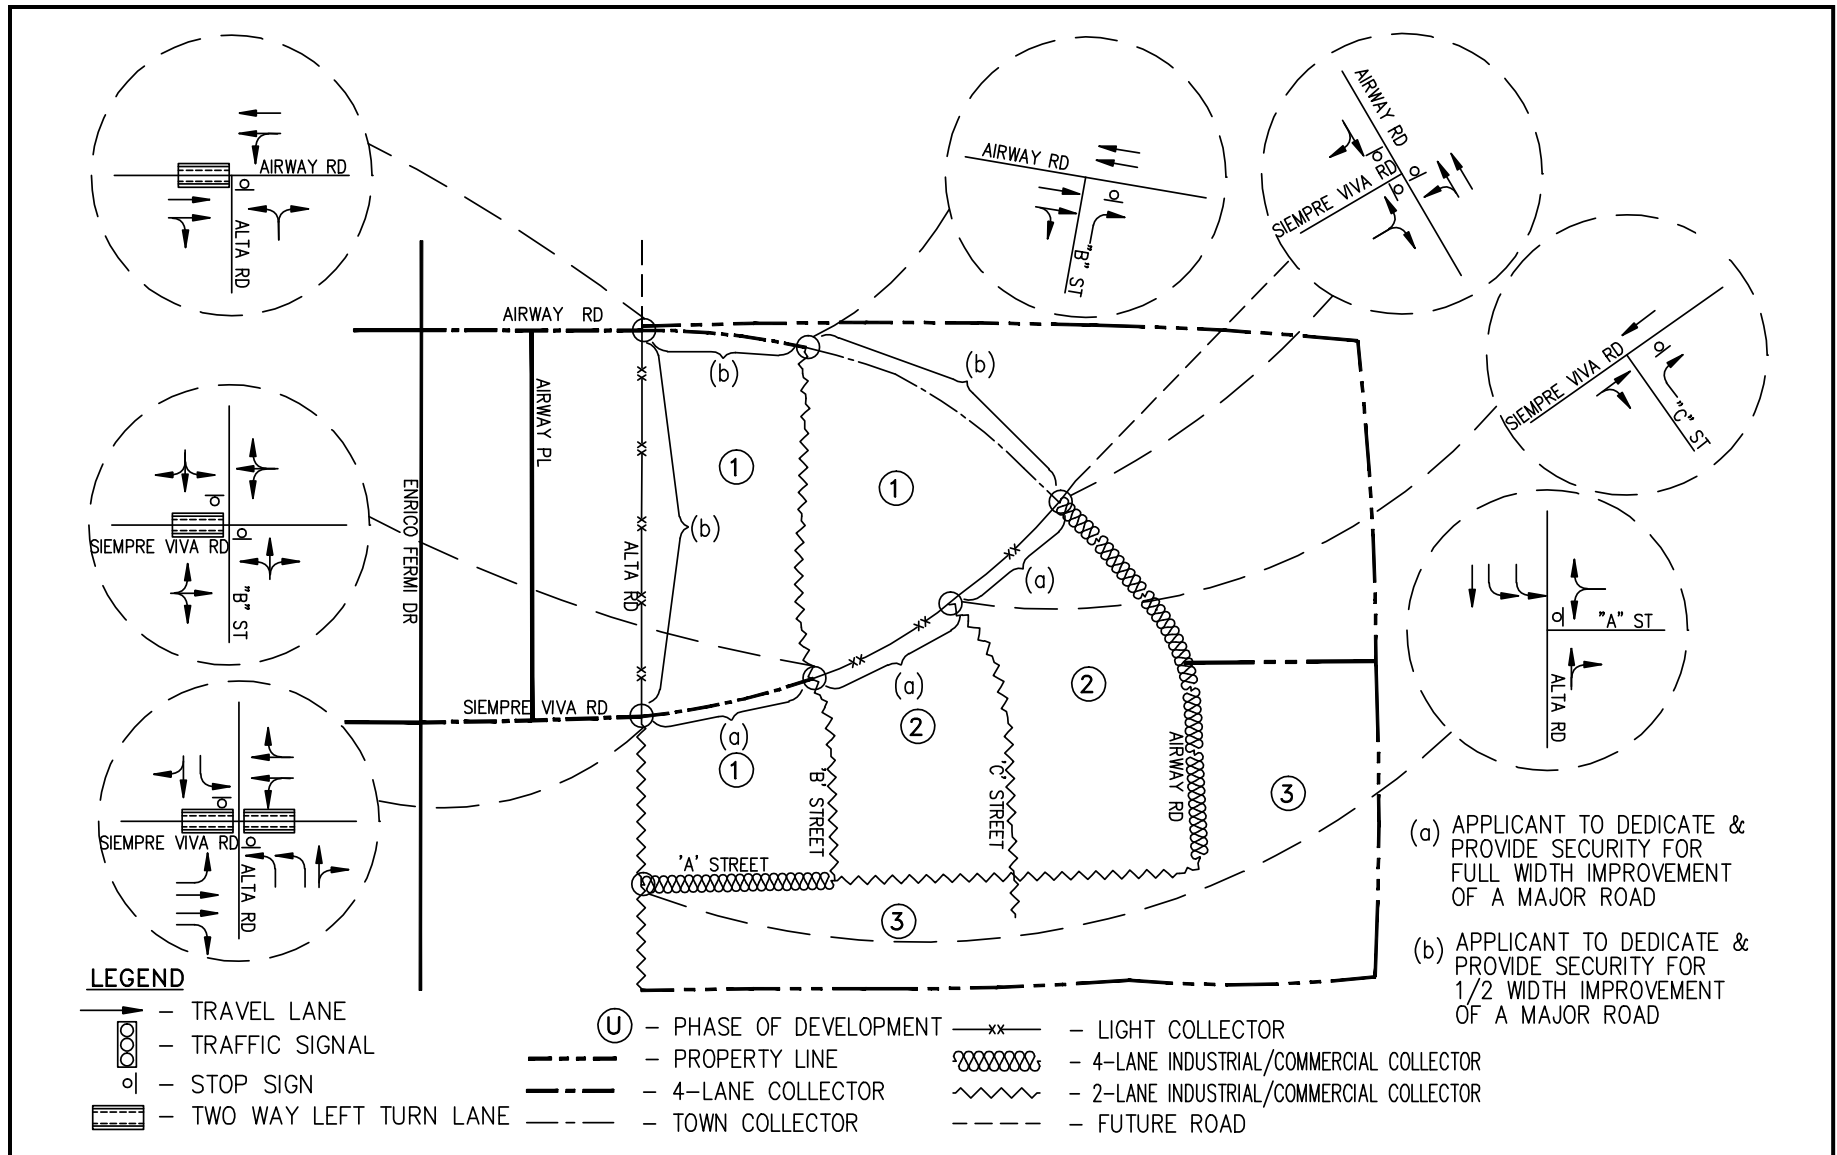 AIRWAY RD
ALTA RD
AIRWAY RD
"B" ST
AIRWAY RD
SIEMPRE VIVA RD
SIEMPRE VIVA RD
"C" ST
AIRWAY RD
(b)
(b)
AIRWAY PL
ENRICO FERMI DR
1
1
(b)
ALTA RD
(a)
SIEMPRE VIVA RD
"B" ST
"A" ST
ALTA RD
SIEMPRE VIVA RD
(a)
(a)
1
2
2
3
'B' STREET
'C' STREET
AIRWAY RD
SIEMPRE VIVA RD
ALTA RD
'A' STREET
3
(a) APPLICANT TO DEDICATE &
PROVIDE SECURITY FOR
FULL WIDTH IMPROVEMENT
OF A MAJOR ROAD
(b) APPLICANT TO DEDICATE &
PROVIDE SECURITY FOR
1/2 WIDTH IMPROVEMENT
OF A MAJOR ROAD
LEGEND
– TRAVEL LANE
– TRAFFIC SIGNAL
– STOP SIGN
– TWO WAY LEFT TURN LANE
U – PHASE OF DEVELOPMENT
– PROPERTY LINE
– 4–LANE COLLECTOR
– TOWN COLLECTOR
– LIGHT COLLECTOR
– 4–LANE INDUSTRIAL/COMMERCIAL COLLECTOR
– 2–LANE INDUSTRIAL/COMMERCIAL COLLECTOR
– FUTURE ROAD